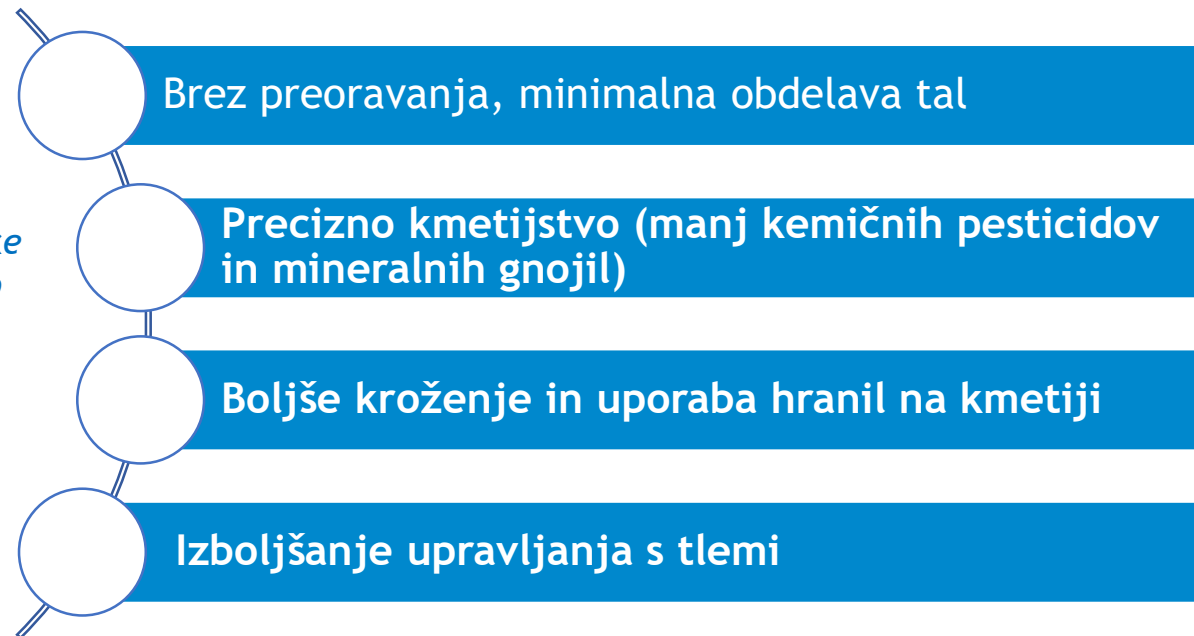 Brez preoravanja, minimalna obdelava tal
Precizno kmetijstvo (manj kemičnih pesticidov
in mineralnih gnojil)
Boljše kroženje in uporaba hranil na kmetiji
Izboljšanje upravljanja s tlemi